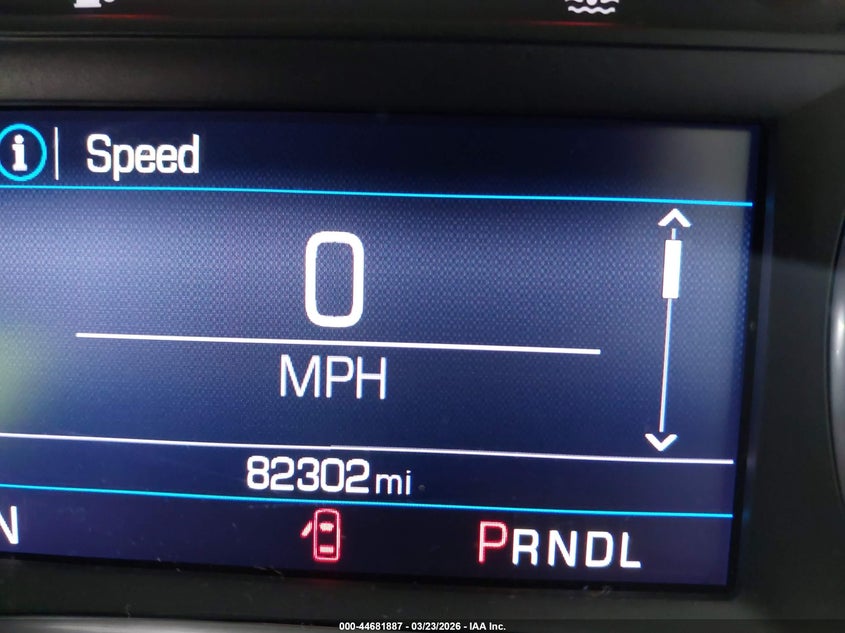 i Speed
0
MPH
82302 mi
N PRNDL
000-44681887 - 03/23/2026 - IAA Inc.